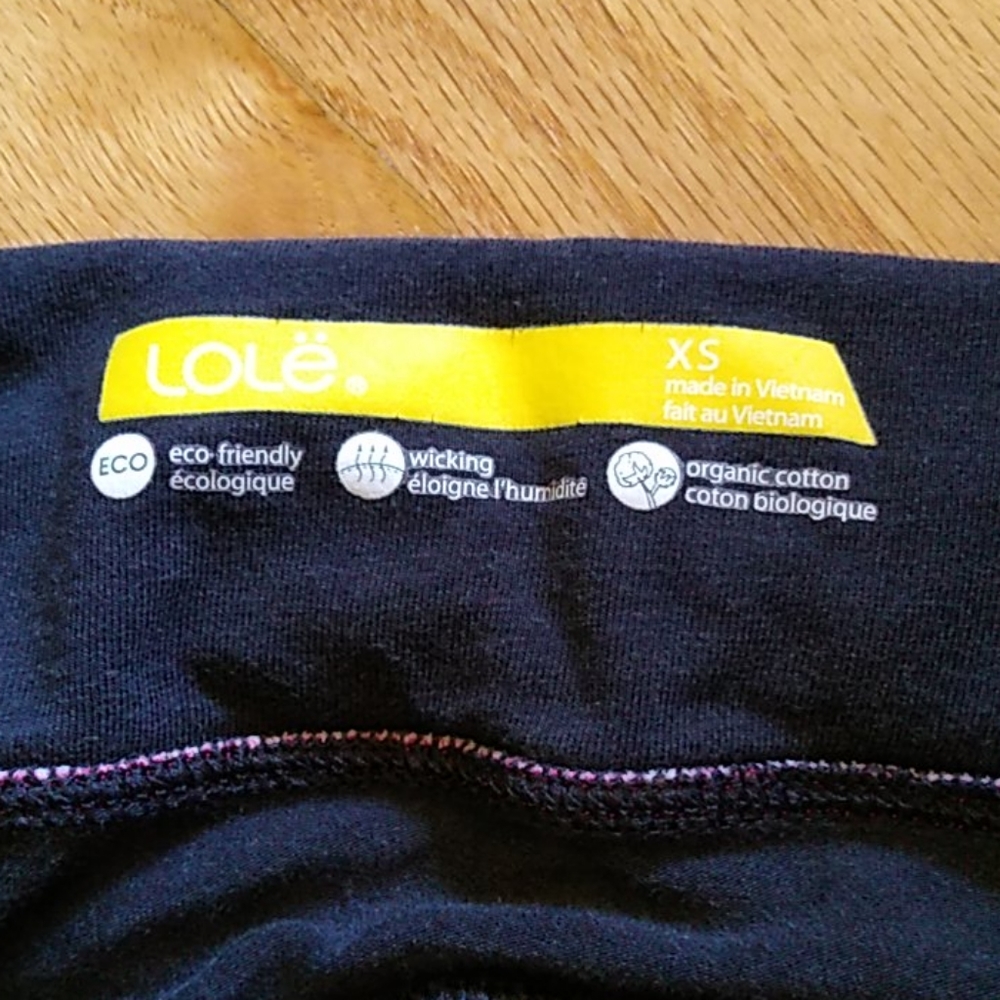 LOLë®
XS
made in Vietnam
fait au Vietnam
ECO
eco-friendly
écologique
wicking
éloigne l'humidité
organic cotton
coton biologique